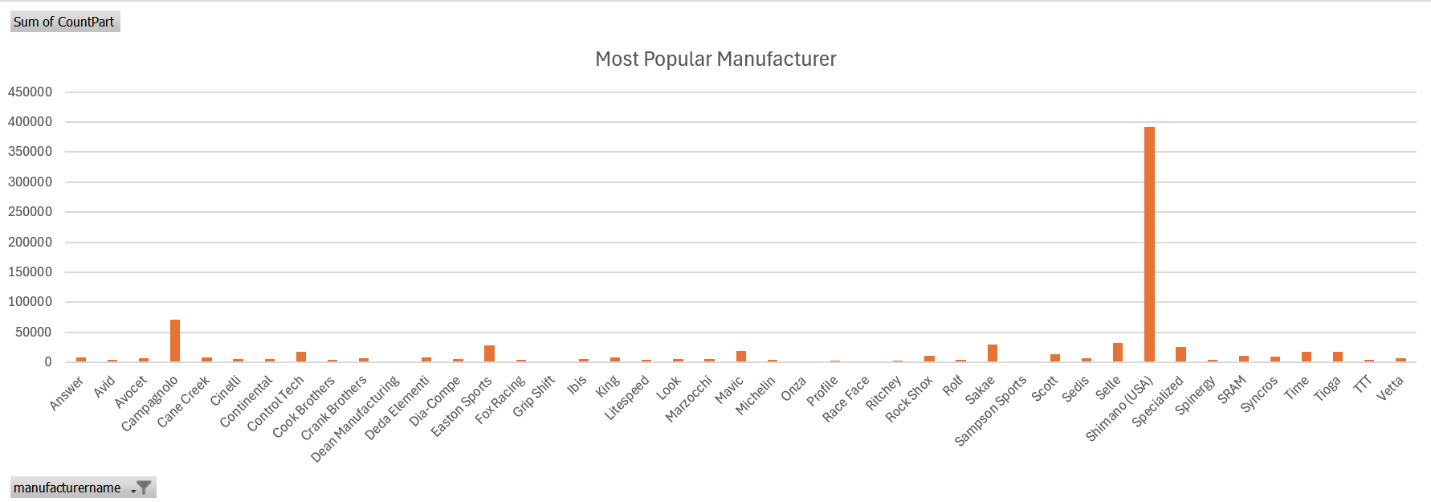 Sum of CountPart
Most Popular Manufacturer
450000
400000
350000
300000
250000
200000
150000
100000
50000
0
Answer
Avid
Avocet
Campagnolo
Cane Creek
Cinelli
Continental
Control Tech
Cook Brothers
Crank Brothers
Dean Manufacturing
Deda Elementi
Dia-Compe
Easton Sports
Fox Racing
Grip Shift
Ibis
King
Litespeed
Look
Marzocchi
Mavic
Michelin
Onza
Profile
Race Face
Ritchey
Rock Shox
Rolf
Sakae
Sampson Sports
Scott
Sedis
Selle
Shimano (USA)
Specialized
Spinergy
SRAM
Syncros
Time
Tioga
TTT
Vetta
manufacturername